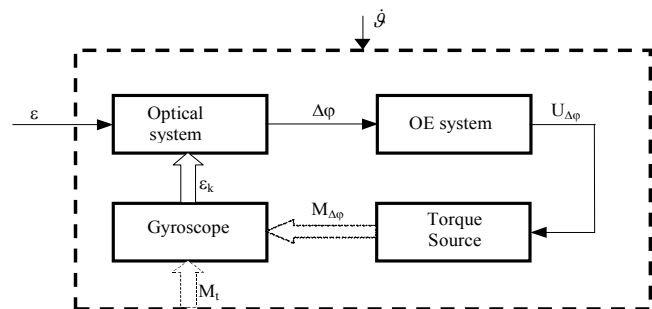 ϑ̇
ε
Optical system
Δφ
OE system
U_Δφ
ε_k
Gyroscope
M_Δφ
Torque Source
M_t